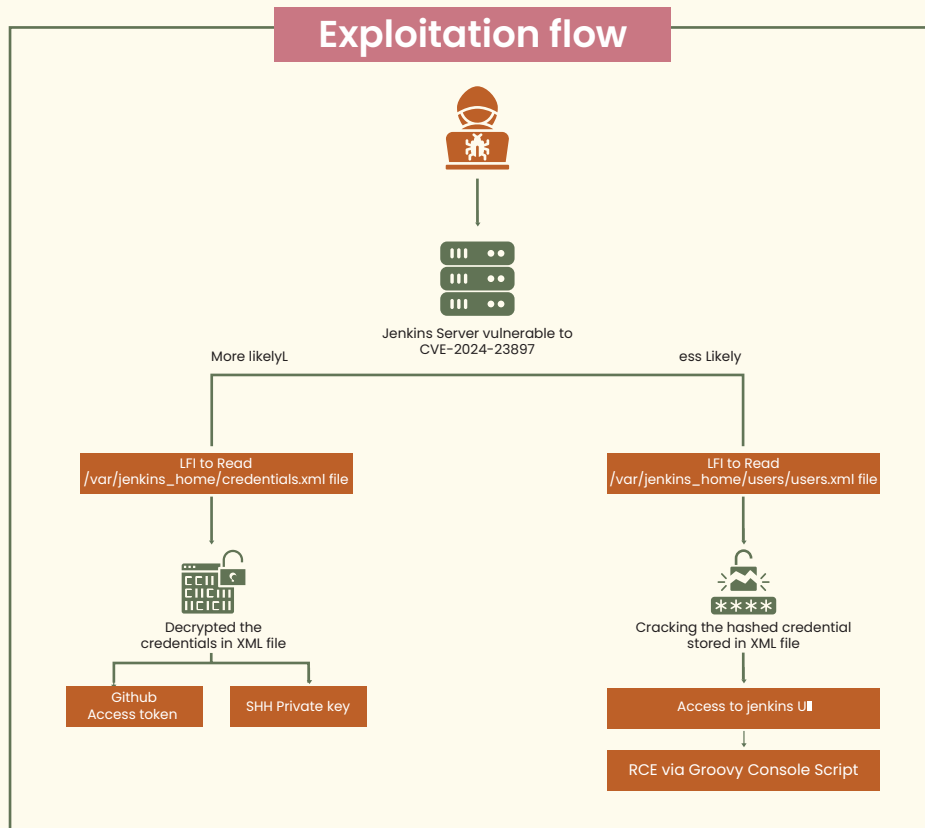 Exploitation flow
Jenkins Server vulnerable to
CVE-2024-23897
More likelyL
ess Likely
LFI to Read
/var/jenkins_home/credentials.xml file
LFI to Read
/var/jenkins_home/users/users.xml file
Decrypted the
credentials in XML file
Cracking the hashed credential
stored in XML file
Github
Access token
SHH Private key
Access to jenkins U
RCE via Groovy Console Script